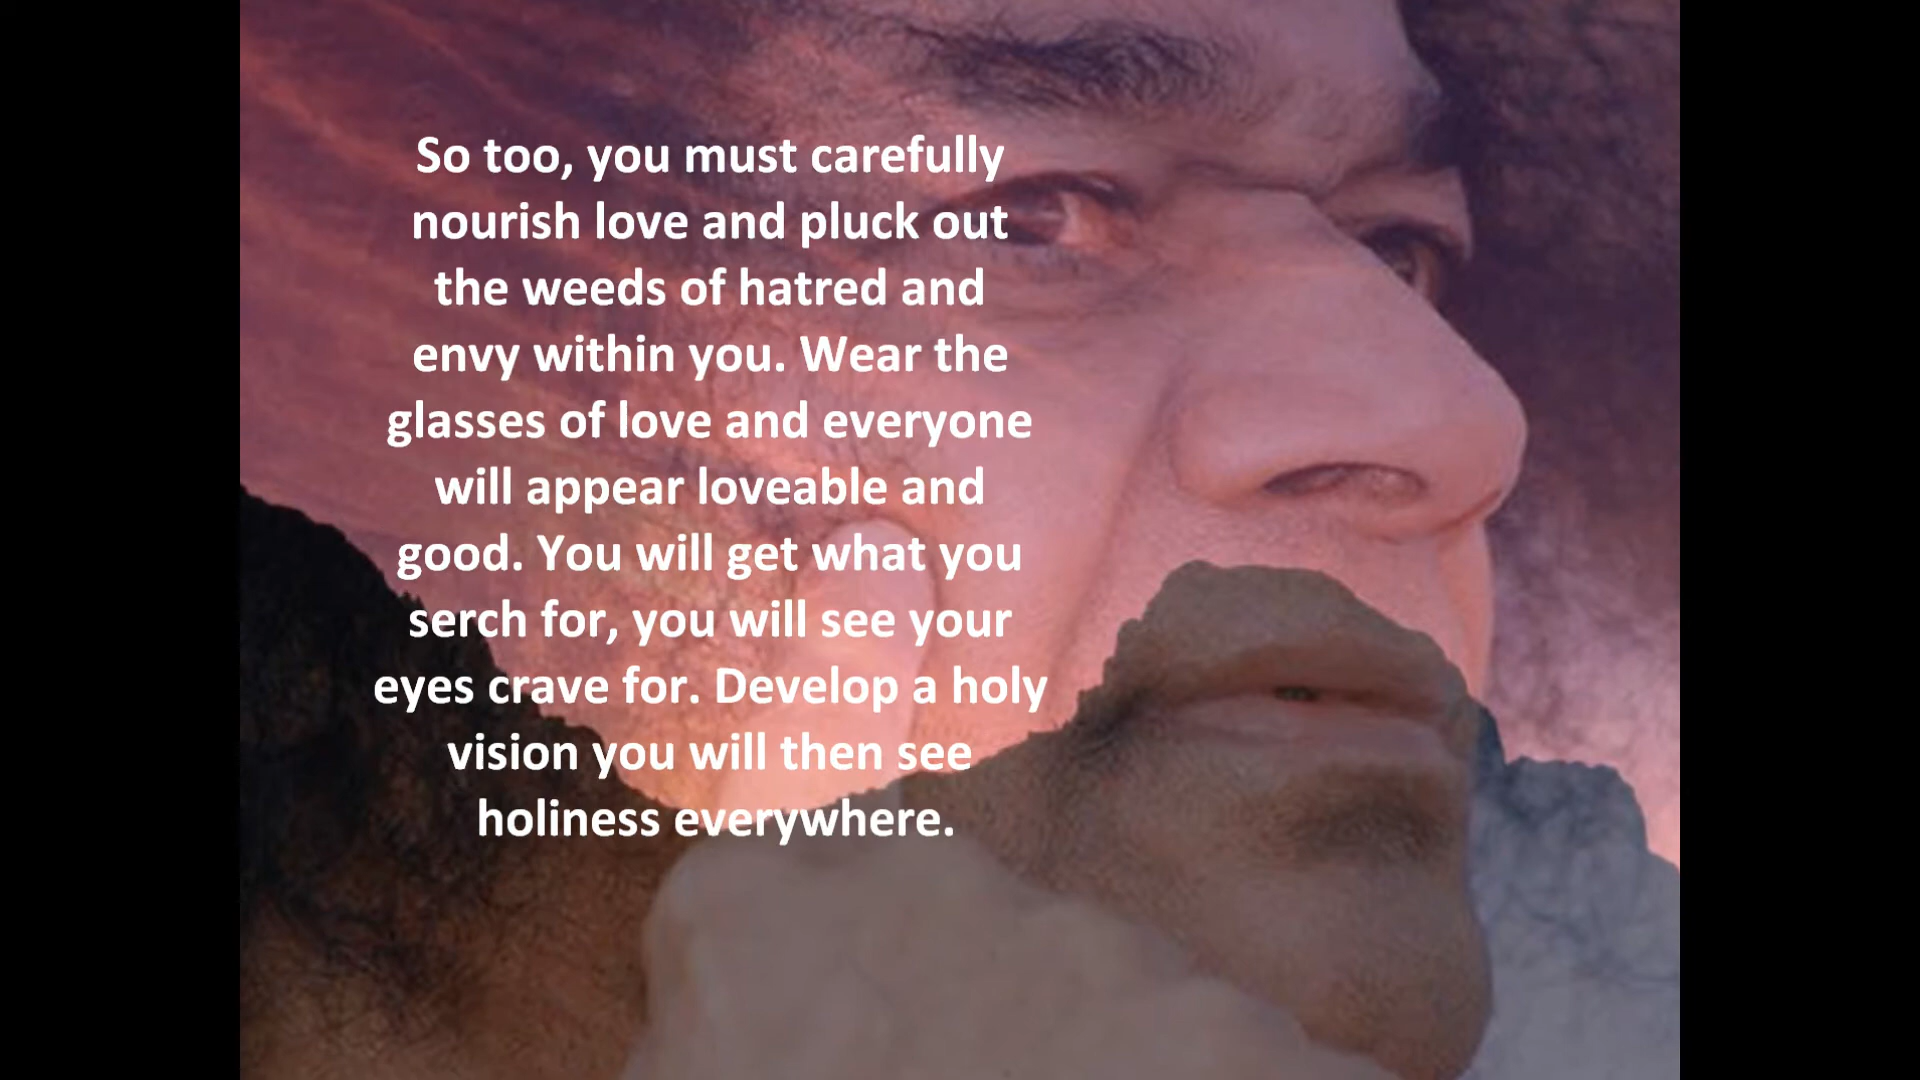 So too, you must carefully
nourish love and pluck out
the weeds of hatred and
envy within you. Wear the
glasses of love and everyone
will appear loveable and
good. You will get what you
serch for, you will see your
eyes crave for. Develop a holy
vision you will then see
holiness everywhere.